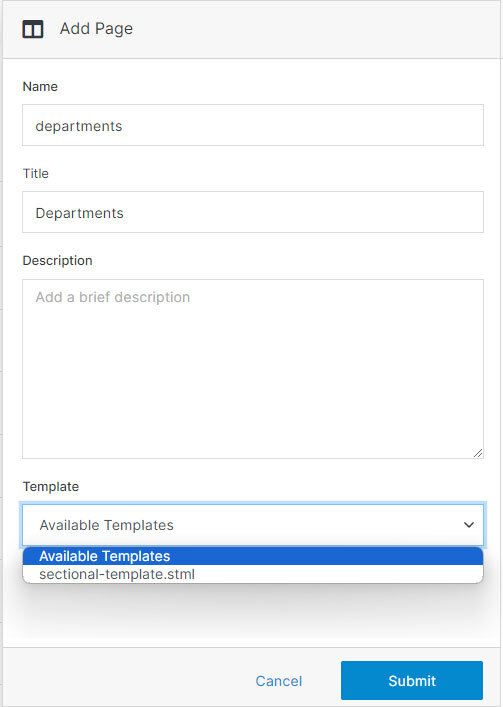 Add Page
Name
departments
Title
Departments
Description
Add a brief description
Template
Available Templates
Available Templates
sectional-template.stml
Cancel
Submit